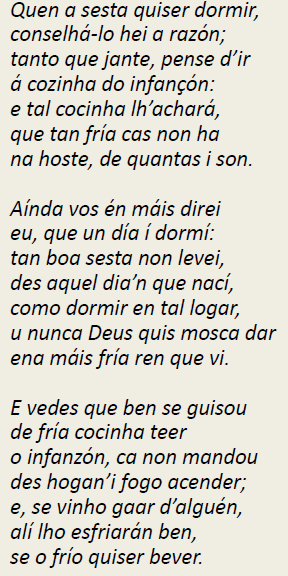 Quen a sesta quiser dormir,
conselhá-lo hei a razón;
tanto que jante, pense d’ir
á cozinha do infançón:
e tal cocinha lh’achará,
que tan fría cas non ha
na hoste, de quantas i son.

Aínda vos én máis direi
eu, que un día í dormí:
tan boa sesta non levei,
des aquel dia’n que nací,
como dormir en tal logar,
u nunca Deus quis mosca dar
ena máis fría ren que vi.

E vedes que ben se guisou
de fría cocinha teer
o infanzón, ca non mandou
des hogan’i fogo acender;
e, se vinho gaar d’alguén,
alí lho esfriarán ben,
se o frío quiser bever.